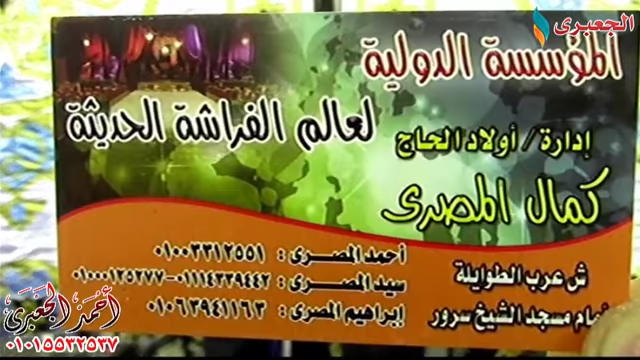 الجعبرى
المؤسسة الدولية
لعالم الفراشة الحديثة
إدارة / أولاد الحاج
كمال المصرى
أحمد المصرى : ٠١٠٠٣٣١٢٥٥١
سيد المصرى : ٠١١١٤٣٣٩٤٤٢-٠١٠٠٠١٢٥٢٧٧
إبراهيم المصرى : ٠١٠٦٣٩٤١١٦٣
ش عرب الطوايلة
أمام مسجد الشيخ سرور
أحمد الجعبرى
٠١٠١٥٥٣٢٥٣٧